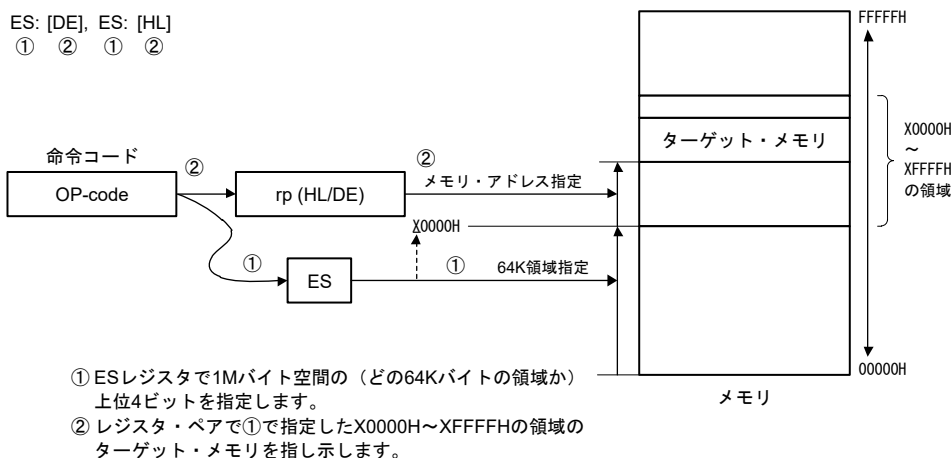 ES: [DE], ES: [HL]
① ② ① ②
FFFFFH
命令コード
OP-code
②
rp (HL/DE)
②
メモリ・アドレス指定
ターゲット・メモリ
X0000H
~
XFFFFH
の領域
X0000H
①
ES
①
64K領域指定
00000H
メモリ
① ESレジスタで1Mバイト空間の（どの64Kバイトの領域か）
上位4ビットを指定します。
② レジスタ・ペアで①で指定したX0000H～XFFFFHの領域の
ターゲット・メモリを指し示します。